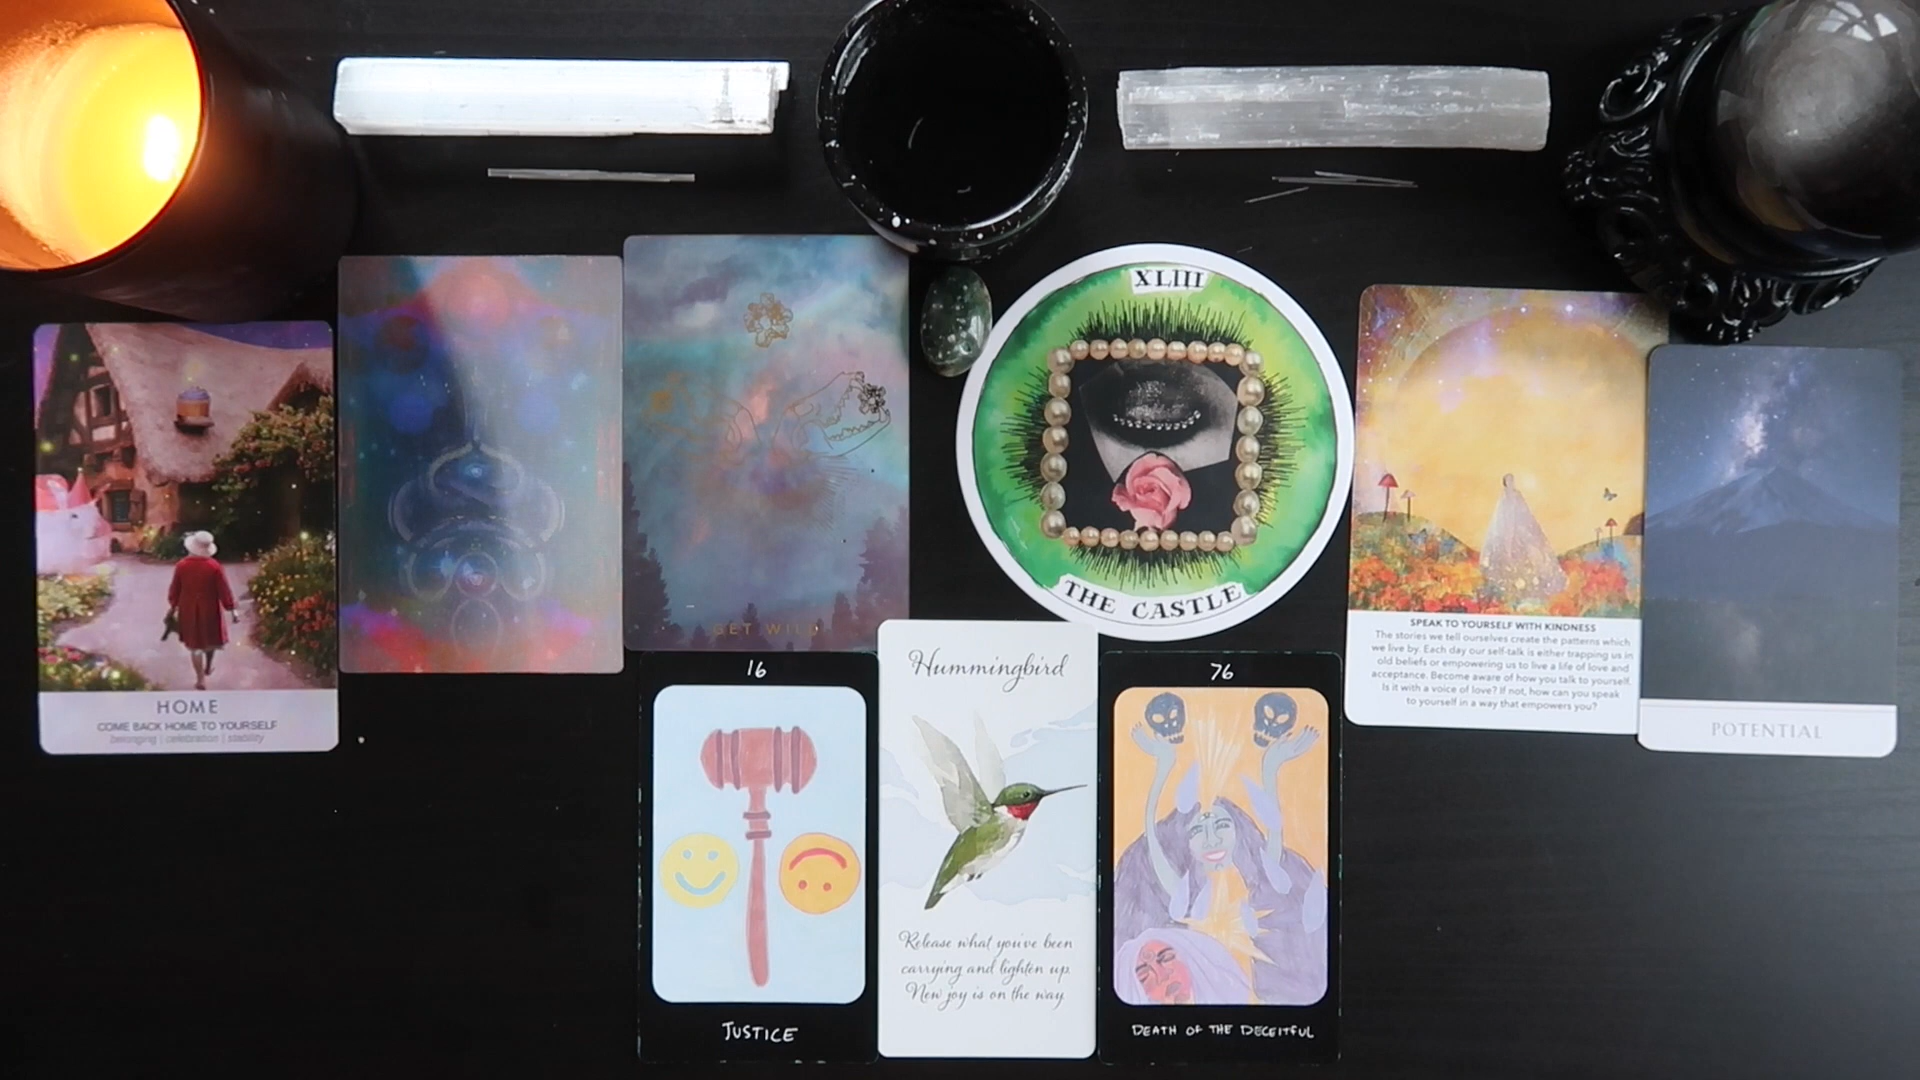 HOME
COME BACK HOME TO YOURSELF
belonging | celebration | stability
GET WILD
XLIII
THE CASTLE
SPEAK TO YOURSELF WITH KINDNESS
The stories we tell ourselves create the patterns which
we live by. Each day our self-talk is either trapping us in
old beliefs or empowering us to live a life of love and
acceptance. Become aware of how you talk to yourself.
Is it with a voice of love? If not, how can you speak
to yourself in a way that empowers you?
POTENTIAL
16
JUSTICE
Hummingbird
Release what you've been
carrying and lighten up.
New joy is on the way.
76
DEATH OF THE DECEITFUL